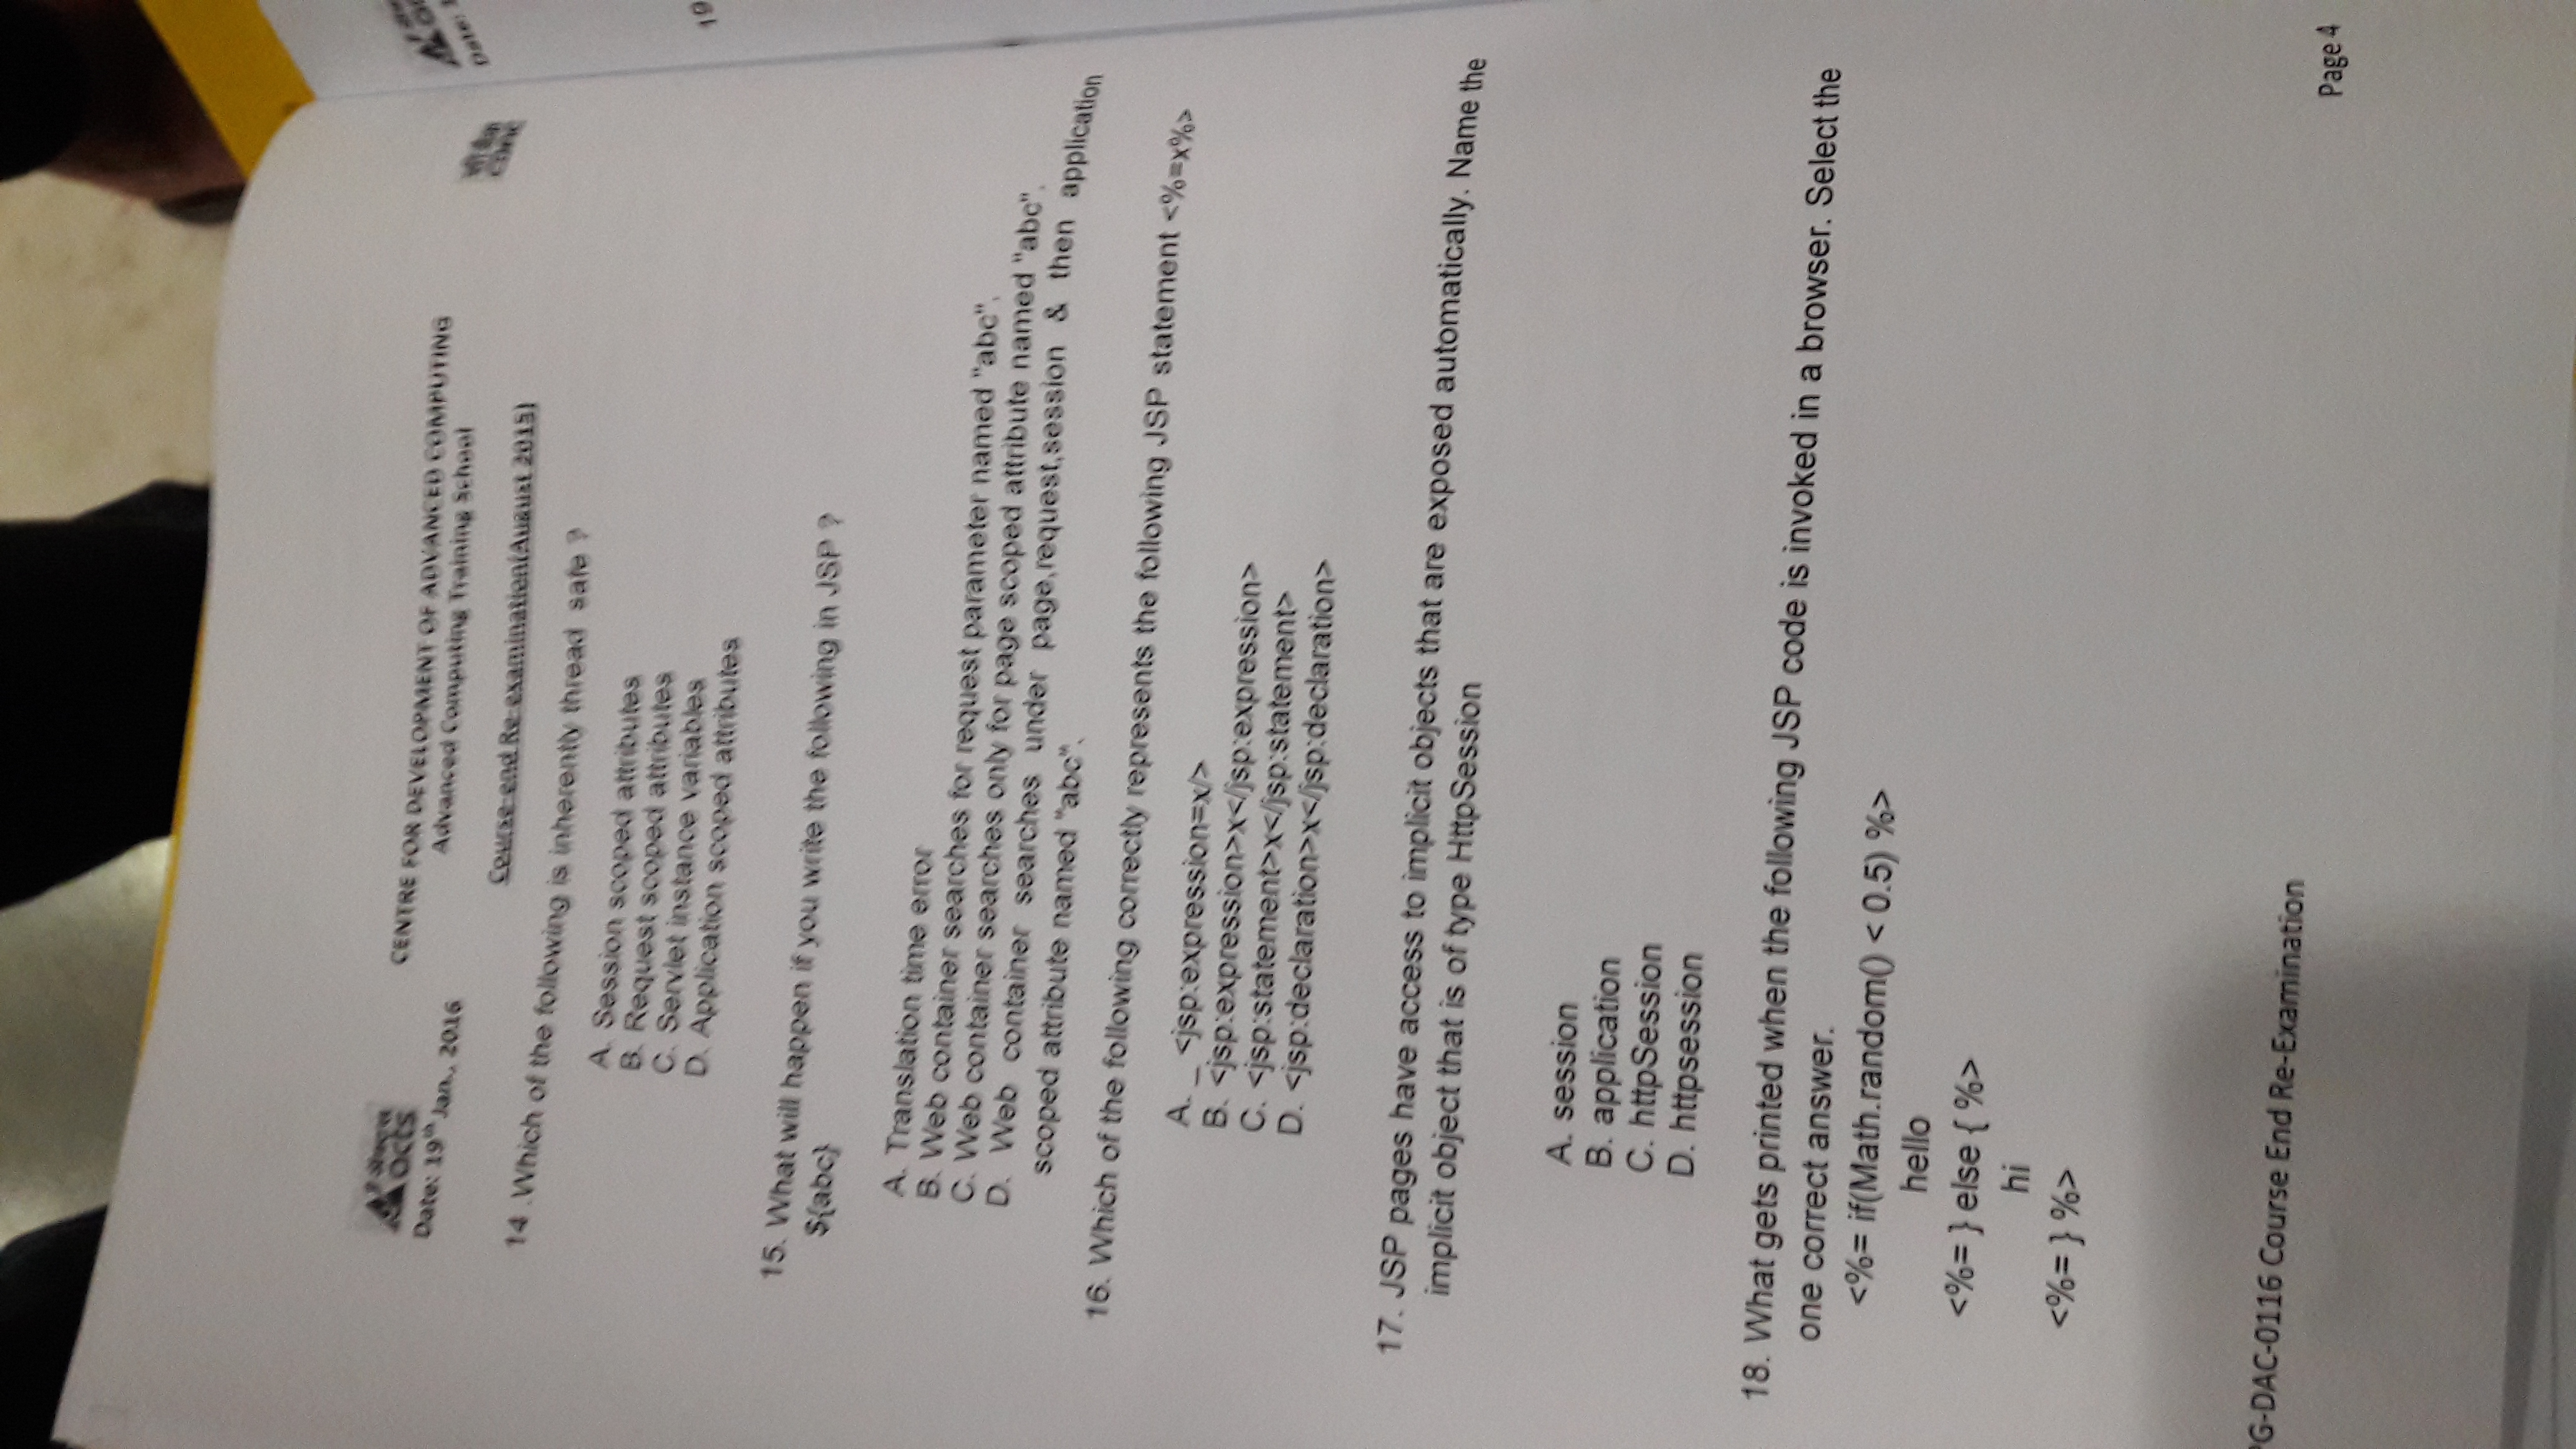 Acts
CENTRE FOR DEVELOPMENT OF ADVANCED COMPUTING
Advanced Computing Training School
Date: 19th Jan., 2016
Course end Re-examination(August 2015)
14 .Which of the following is inherently thread safe ?
A. Session scoped attributes
B. Request scoped attributes
C. Servlet instance variables
D. Application scoped attributes
15. What will happen if you write the following in JSP ?
${abc}
A. Translation time error
B. Web container searches for request parameter named "abc".
C. Web container searches only for page scoped attribute named "abc".
D. Web container searches under page,request,session & then application
scoped attribute named "abc".
16. Which of the following correctly represents the following JSP statement <%=x%>
A. _ <jsp:expression=x/>
B. <jsp:expression>x</jsp:expression>
C. <jsp:statement>x</jsp:statement>
D. <jsp:declaration>x</jsp:declaration>
17. JSP pages have access to implicit objects that are exposed automatically. Name the
implicit object that is of type HttpSession
A. session
B. application
C. httpSession
D. httpsession
18. What gets printed when the following JSP code is invoked in a browser. Select the
one correct answer.
<%= if(Math.random() < 0.5) %>
hello
<%= } else { %>
hi
<%= } %>
PG-DAC-0116 Course End Re-Examination
Page 4
Date: 1
19